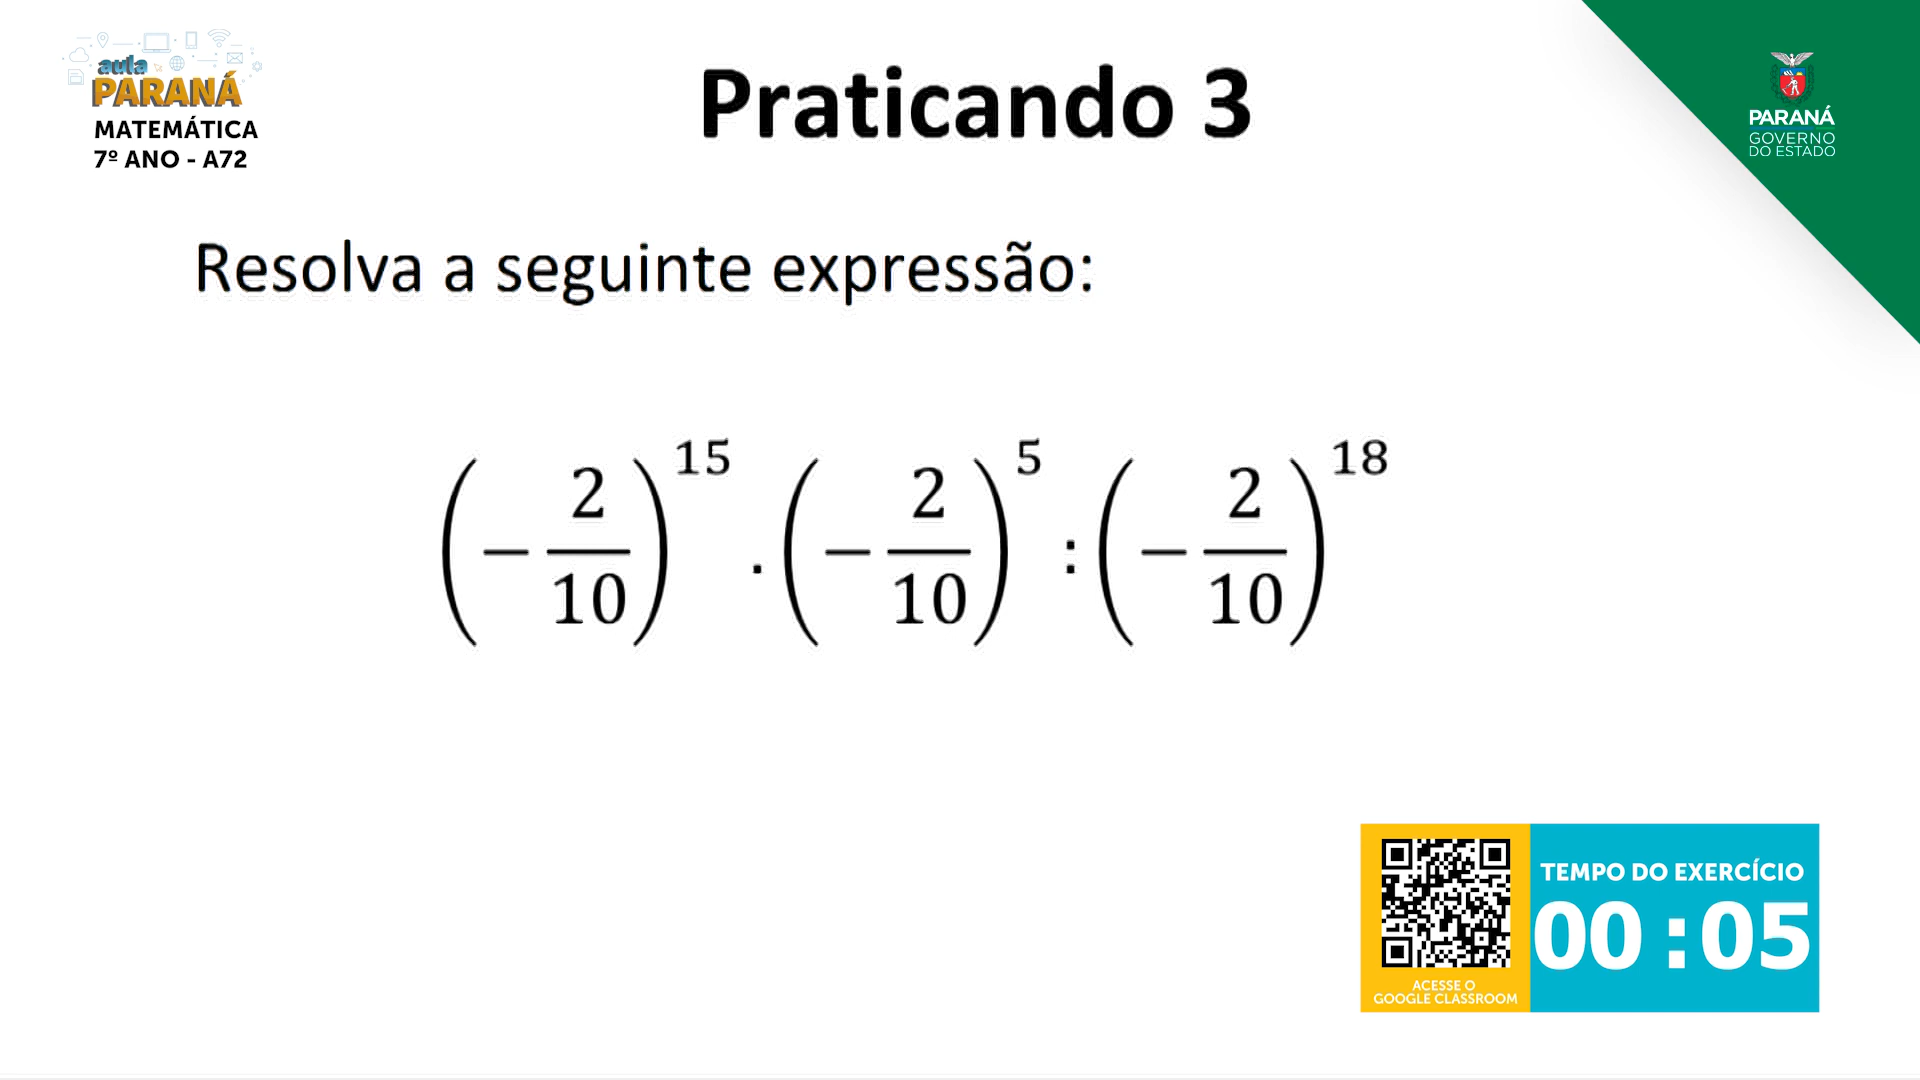 aula
PARANÁ
MATEMÁTICA
7º ANO - A72
Praticando 3
PARANÁ
GOVERNO
DO ESTADO
Resolva a seguinte expressão:
(− 2/10)^15 . (− 2/10)^5 : (− 2/10)^18
TEMPO DO EXERCÍCIO
00 : 05
ACESSE O
GOOGLE CLASSROOM